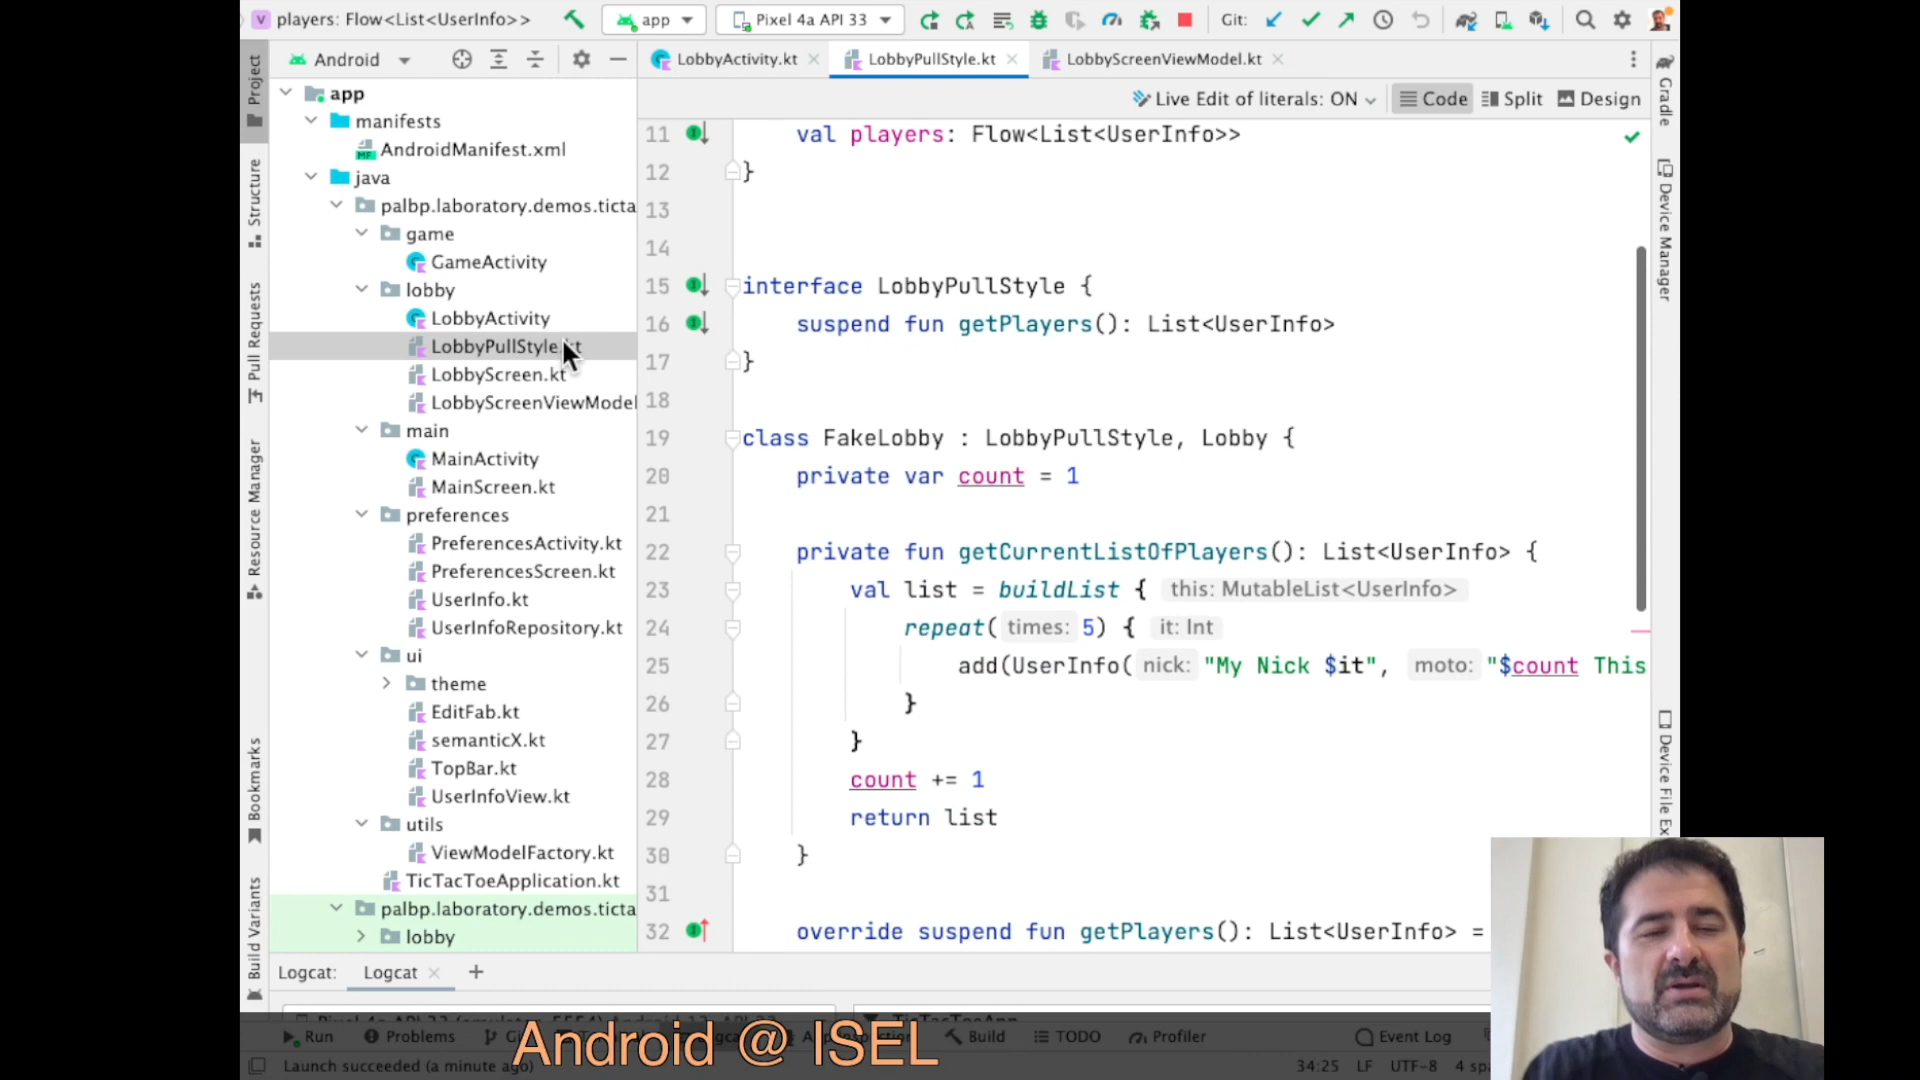 players: Flow<List<UserInfo>>
app
Pixel 4a API 33
Git:
Project
Android
LobbyActivity.kt
LobbyPullStyle.kt
LobbyScreenViewModel.kt
Gradle
Live Edit of literals: ON
Code
Split
Design
app
manifests
AndroidManifest.xml
java
palbp.laboratory.demos.ticta
game
GameActivity
lobby
LobbyActivity
LobbyPullStyle.kt
LobbyScreen.kt
LobbyScreenViewModel
main
MainActivity
MainScreen.kt
preferences
PreferencesActivity.kt
PreferencesScreen.kt
UserInfo.kt
UserInfoRepository.kt
ui
theme
EditFab.kt
semanticX.kt
TopBar.kt
UserInfoView.kt
utils
ViewModelFactory.kt
TicTacToeApplication.kt
palbp.laboratory.demos.ticta
lobby
Structure
Pull Requests
Resource Manager
Bookmarks
Build Variants
11 val players: Flow<List<UserInfo>>
12 }
13
14
15 interface LobbyPullStyle {
16 suspend fun getPlayers(): List<UserInfo>
17 }
18
19 class FakeLobby : LobbyPullStyle, Lobby {
20 private var count = 1
21
22 private fun getCurrentListOfPlayers(): List<UserInfo> {
23 val list = buildList { this: MutableList<UserInfo>
24 repeat( times: 5) { it: Int
25 add(UserInfo( nick: "My Nick $it", moto: "$count This
26 }
27 }
28 count += 1
29 return list
30 }
31
32 override suspend fun getPlayers(): List<UserInfo> =
Device Manager
Device File Ex
Logcat:
Logcat
Run
Problems
Build
TODO
Profiler
Event Log
Android @ ISEL
Launch succeeded (a minute ago)
34:25
LF
UTF-8
4 sp